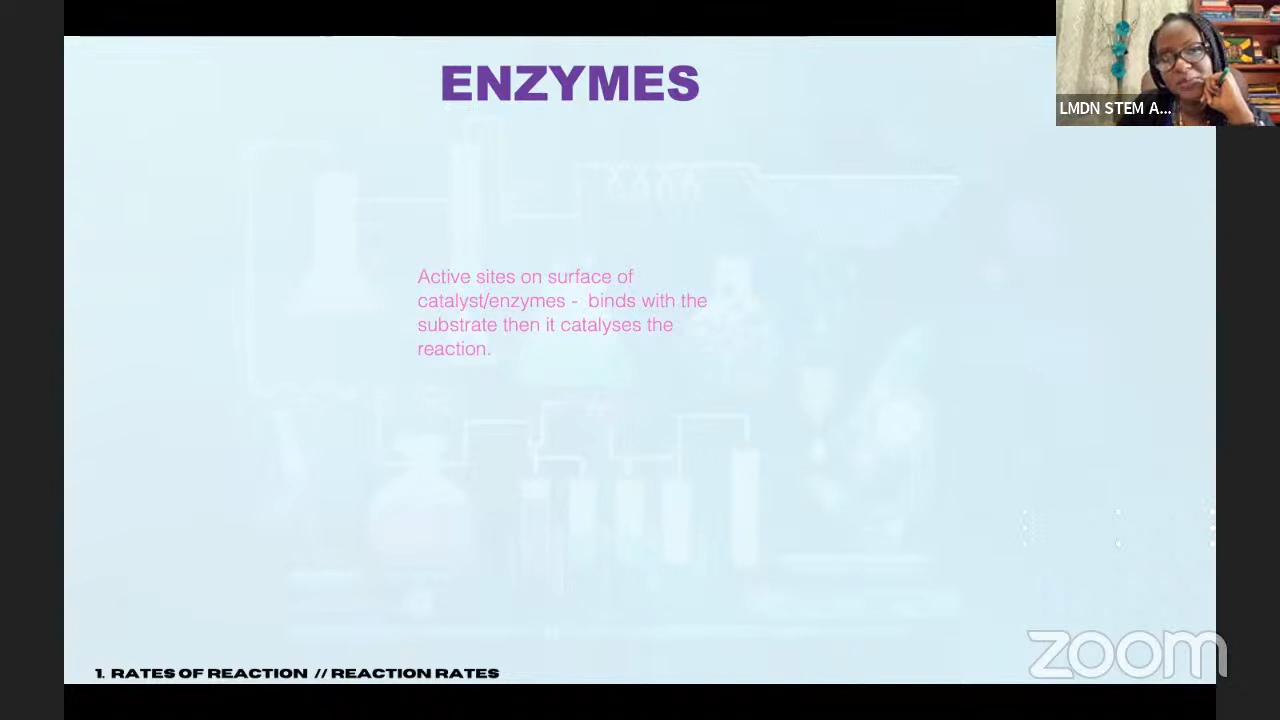 ENZYMES
LMDN STEM A...
Active sites on surface of
catalyst/enzymes - binds with the
substrate then it catalyses the
reaction.
1. RATES OF REACTION // REACTION RATES
zoom